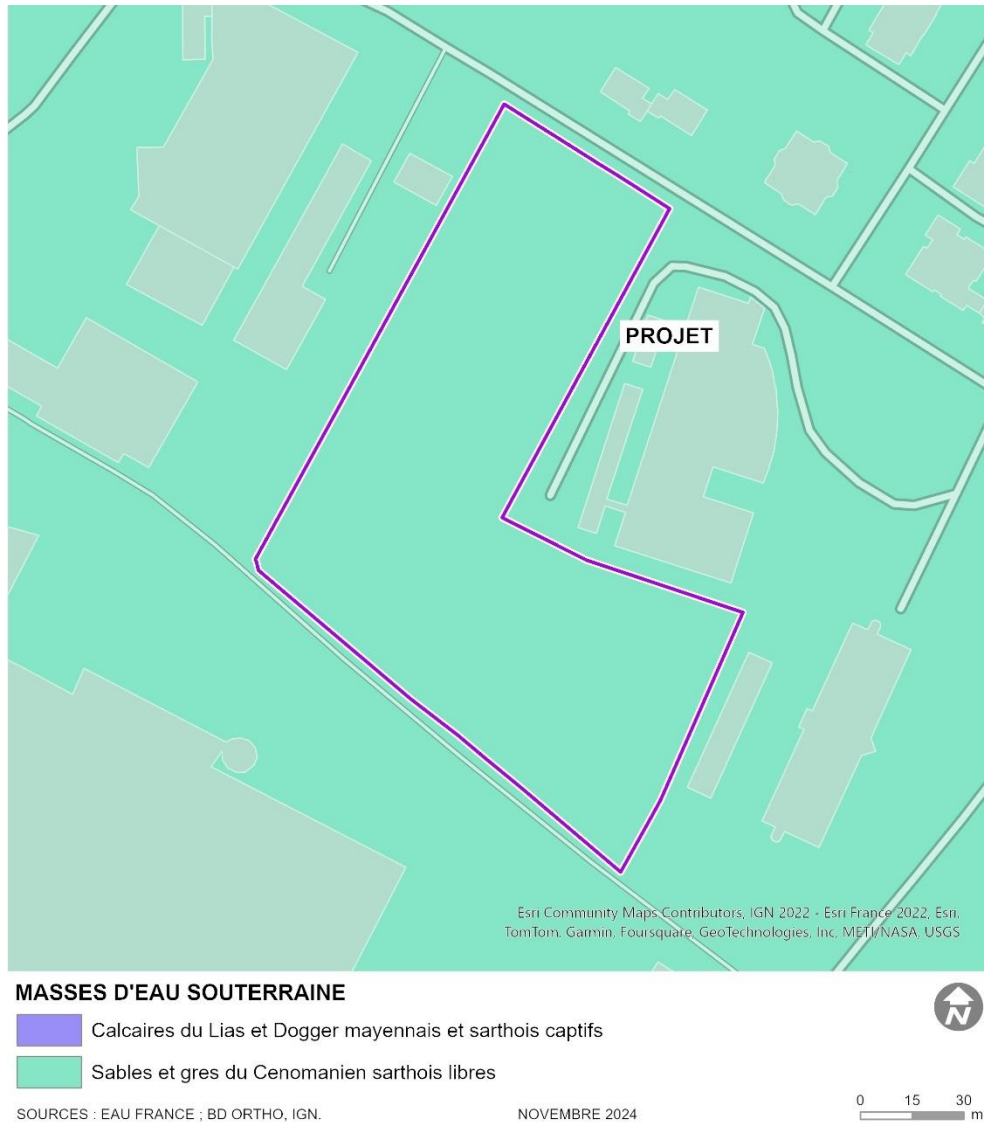 PROJET
Esri Community Maps Contributors, IGN 2022 - Esri France 2022, Esri,
TomTom, Garmin, Foursquare, GeoTechnologies, Inc, METI/NASA, USGS
MASSES D'EAU SOUTERRAINE
N
Calcaires du Lias et Dogger mayennais et sarthois captifs
Sables et gres du Cenomanien sarthois libres
SOURCES : EAU FRANCE ; BD ORTHO, IGN.
NOVEMBRE 2024
0 15 30
m